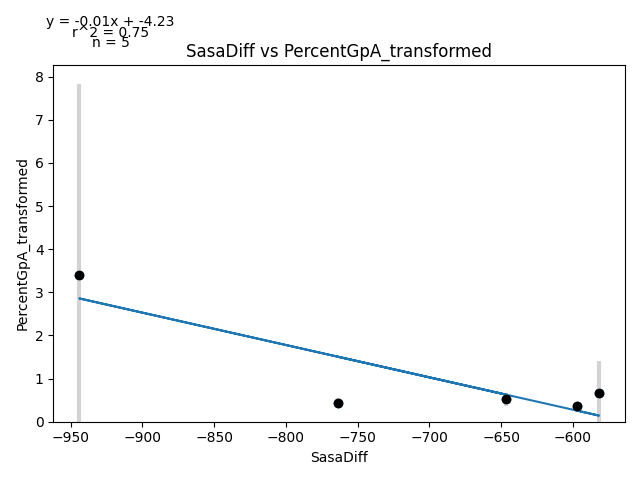 y = -0.01x + -4.23
r^2 = 0.75
n = 5
SasaDiff vs PercentGpA_transformed
8
7
6
5
4
3
2
1
0
PercentGpA_transformed
−950 −900 −850 −800 −750 −700 −650 −600
SasaDiff